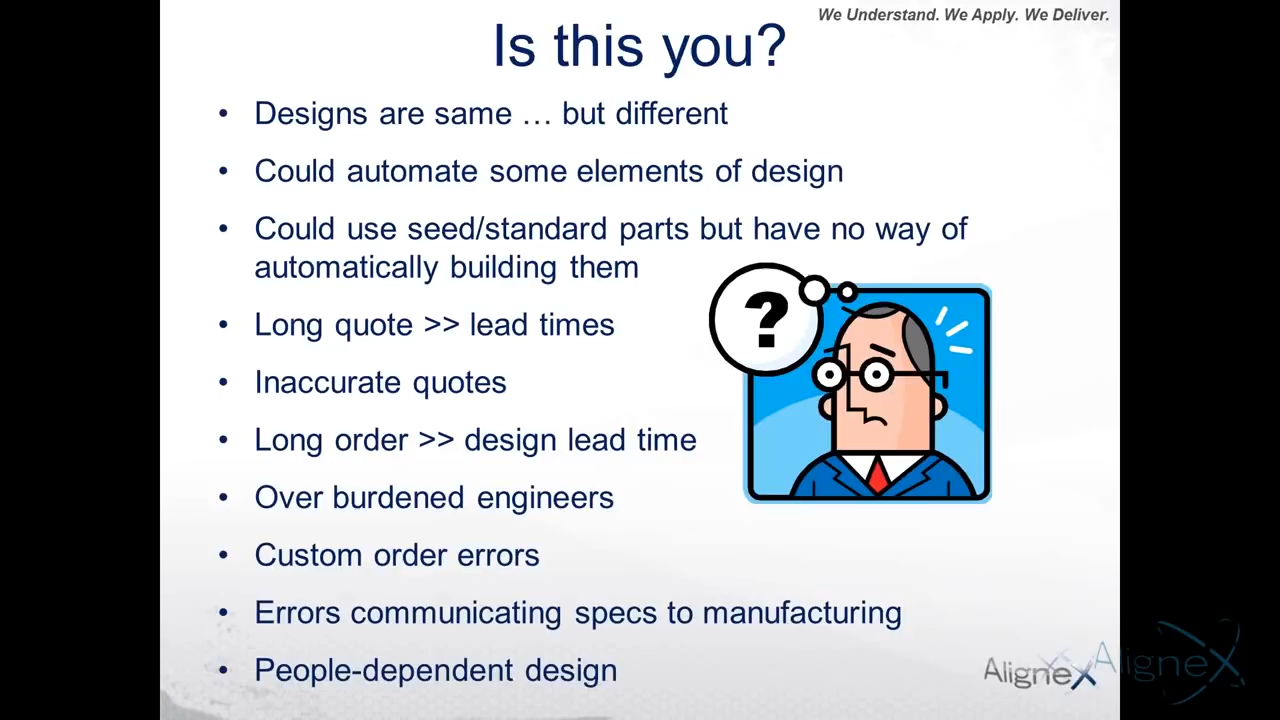 We Understand. We Apply. We Deliver.
Is this you?
• Designs are same … but different
• Could automate some elements of design
• Could use seed/standard parts but have no way of
automatically building them
?
• Long quote >> lead times
• Inaccurate quotes
• Long order >> design lead time
• Over burdened engineers
• Custom order errors
• Errors communicating specs to manufacturing
• People-dependent design
AligneX
AligneX